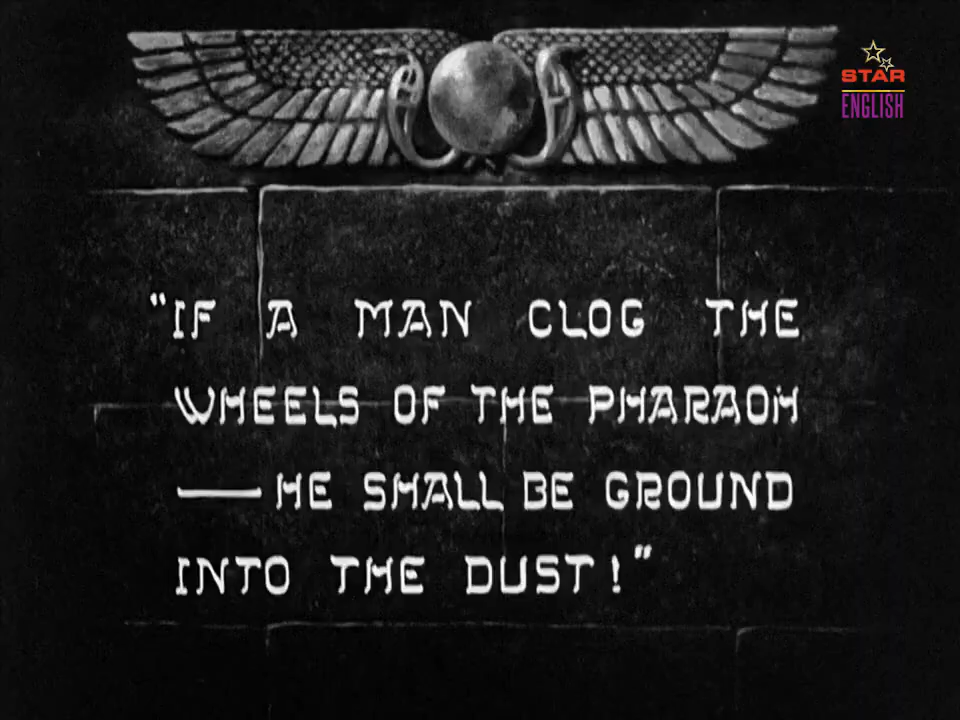 STAR
ENGLISH
"IF A MAN CLOG THE
WHEELS OF THE PHARAOH
— HE SHALL BE GROUND
INTO THE DUST!"